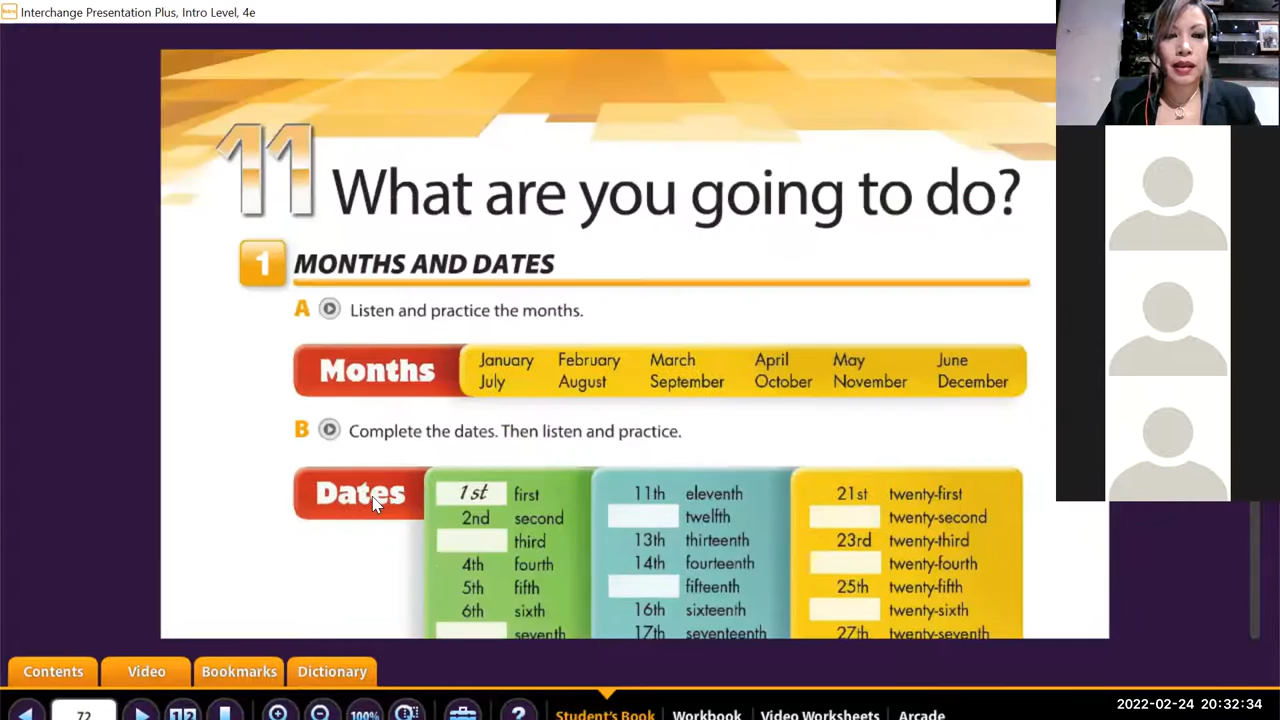 Interchange Presentation Plus, Intro Level, 4e
11 What are you going to do?
1 MONTHS AND DATES
A Listen and practice the months.
Months
January February March April May June
July August September October November December
B Complete the dates. Then listen and practice.
Dates
1st first 11th eleventh 21st twenty-first
2nd second twelfth twenty-second
third 13th thirteenth 23rd twenty-third
4th fourth 14th fourteenth twenty-fourth
5th fifth fifteenth 25th twenty-fifth
6th sixth 16th sixteenth twenty-sixth
seventh 17th seventeenth 27th twenty-seventh
Contents Video Bookmarks Dictionary
72 1 2 100% ? Student's Book Workbook Video Worksheets Arcade
2022-02-24 20:32:34